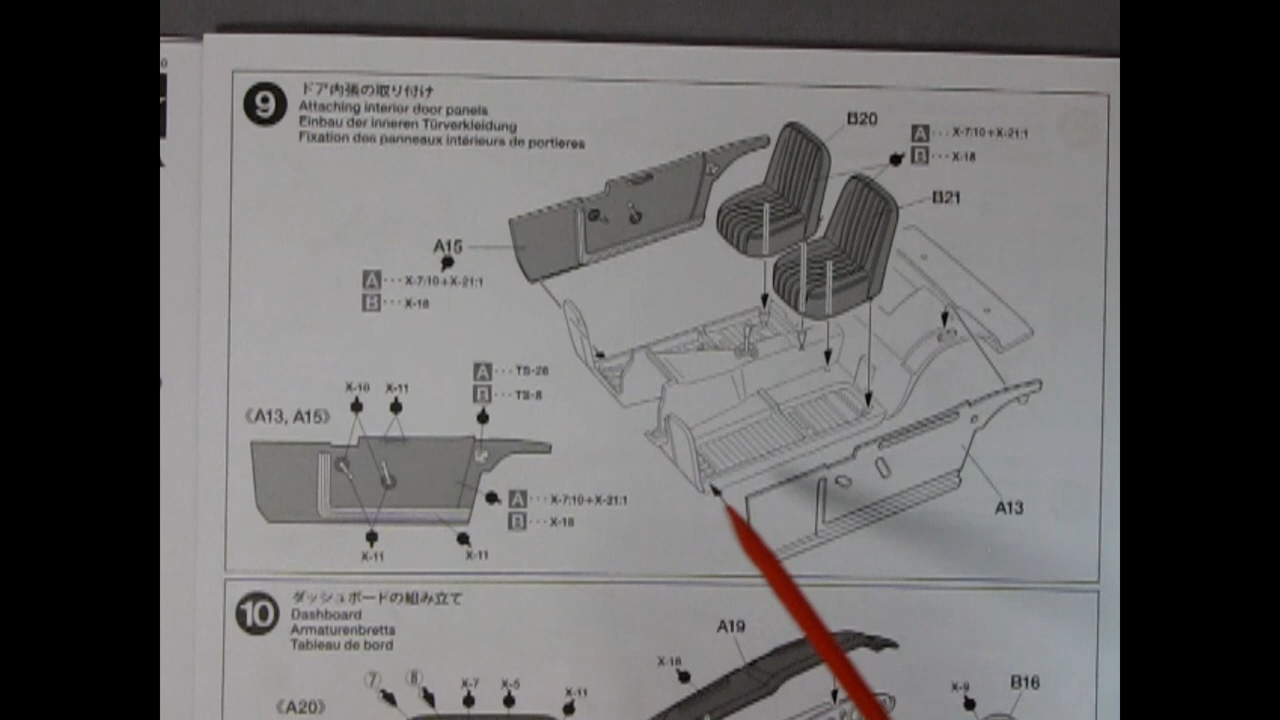 9
ドア内張の取り付け
Attaching interior door panels
Einbau der inneren Türverkleidung
Fixation des panneaux intérieurs de portieres
B20
A ··· X-7:10+X-21:1
B ··· X-18
B21
A15
A ··· X-7:10+X-21:1
B ··· X-18
A ··· TS-26
B ··· TS-8
X-10 X-11
《A13, A15》
A ··· X-7:10+X-21:1
B ··· X-18
X-11
X-11
A13
10
ダッシュボードの組み立て
Dashboard
Armaturenbretts
Tableau de bord
A19
X-18
⑦ ⑧ X-7 X-5 X-11
《A20》
X-9 B16